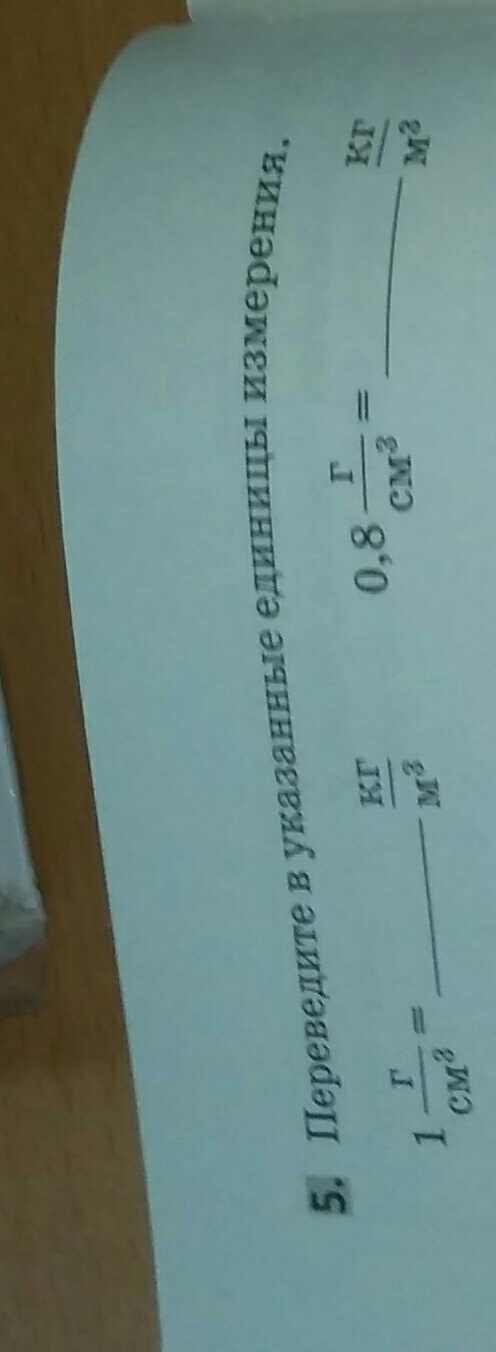 5. Переведите в указанные единицы измерения.
1 г/см³ = ______ кг/м³ 0,8 г/см³ = ______ кг/м³